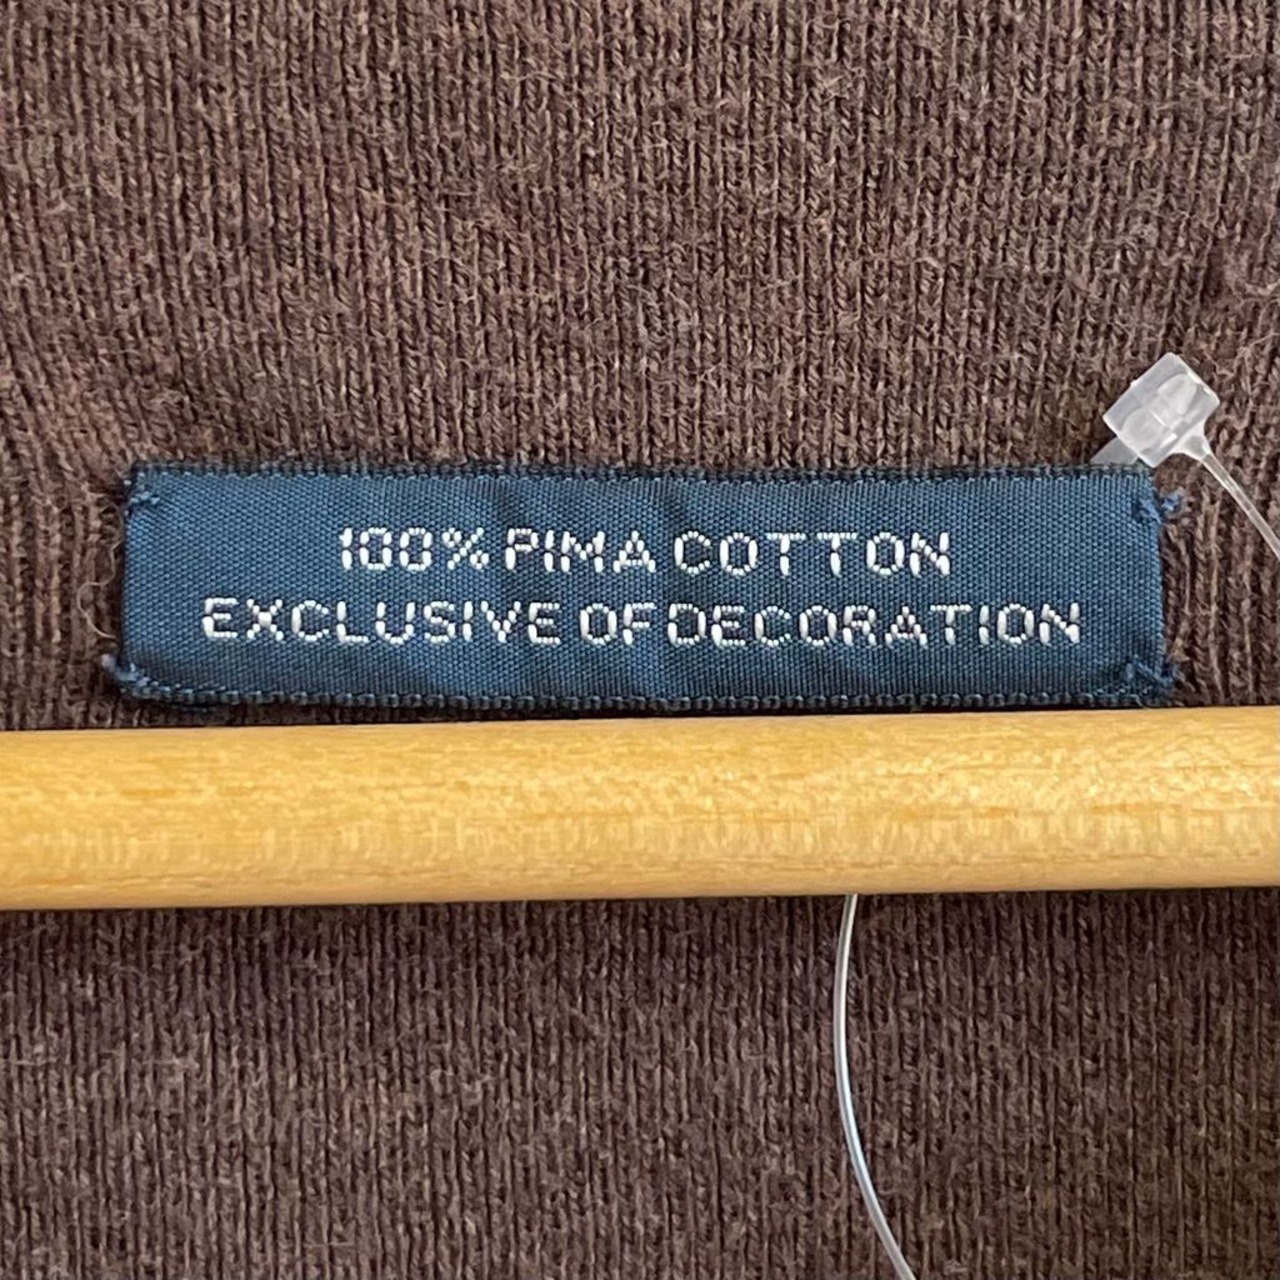 100% PIMA COTTON
EXCLUSIVE OF DECORATION